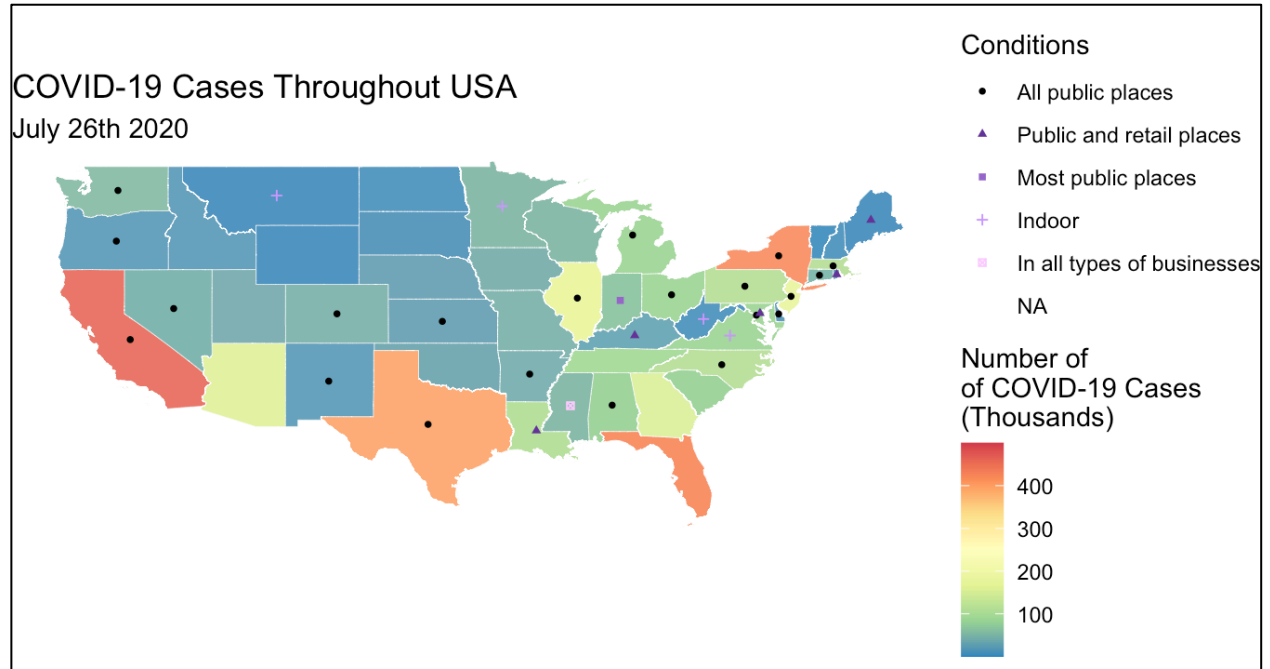 COVID-19 Cases Throughout USA
July 26th 2020
Conditions
All public places
Public and retail places
Most public places
Indoor
In all types of businesses
NA
Number of
of COVID-19 Cases
(Thousands)
400
300
200
100